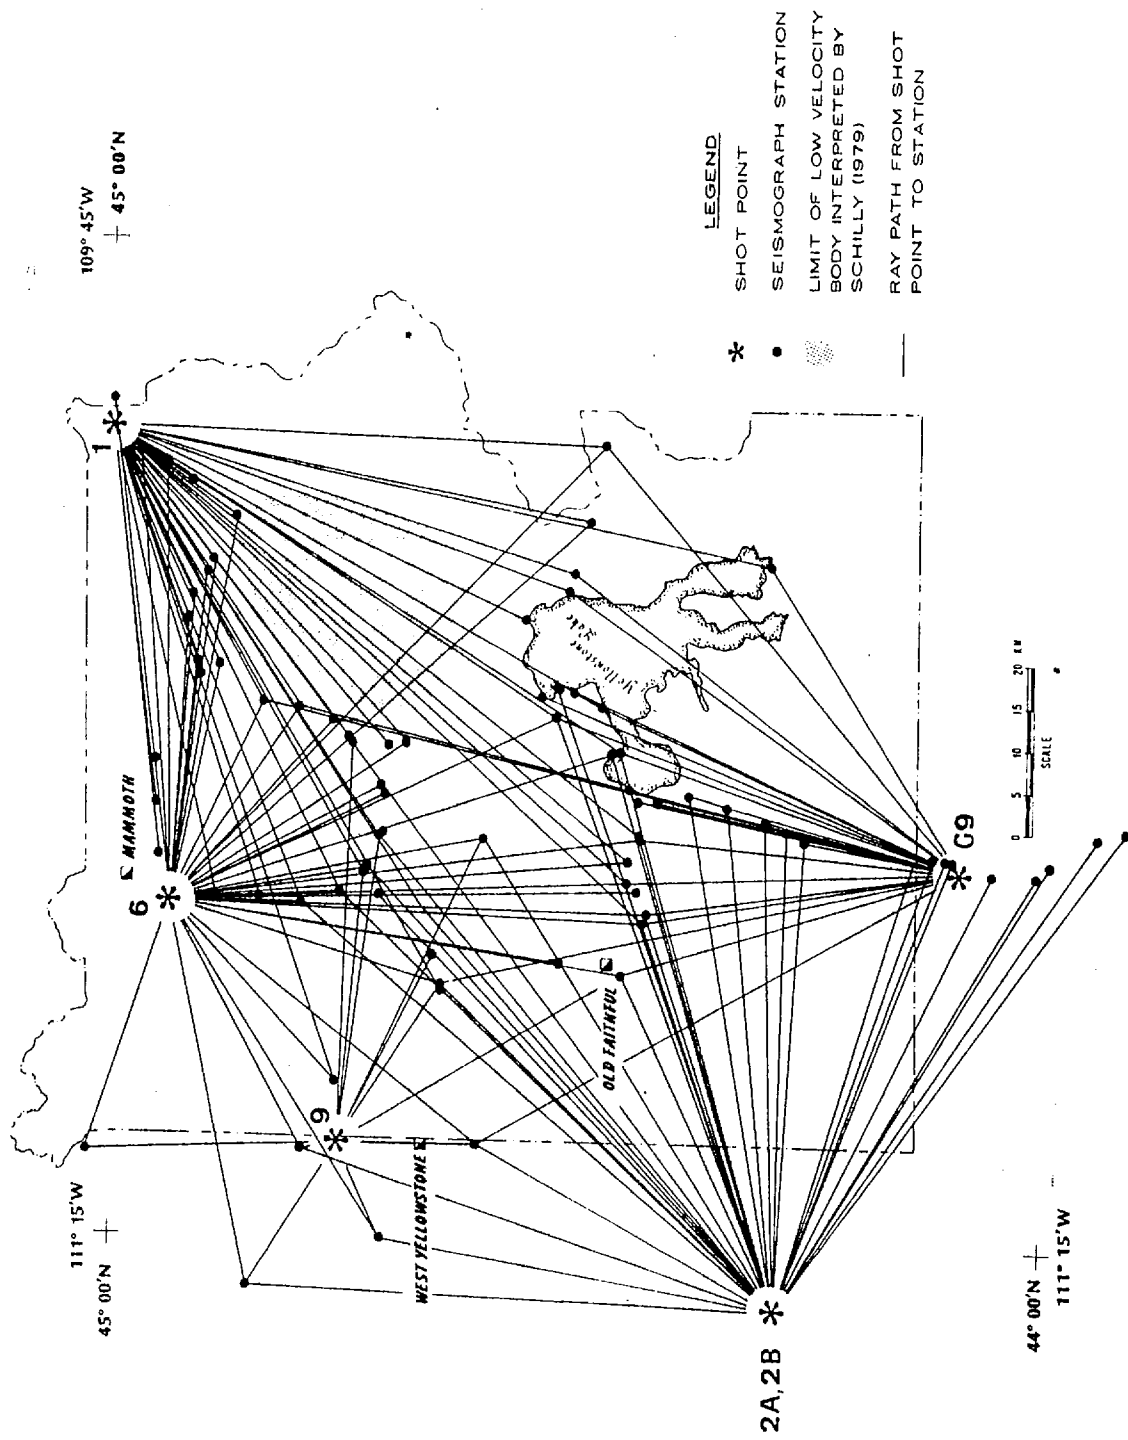 109° 45'W
45° 00'N
1
MAMMOTH
6
9
111° 15'W
45° 00'N
WEST YELLOWSTONE
OLD FAITHFUL
Yellowstone
Lake
2A,2B
G9
44° 00'N
111° 15'W
0 5 10 15 20 KM
SCALE
LEGEND
SHOT POINT
SEISMOGRAPH STATION
LIMIT OF LOW VELOCITY
BODY INTERPRETED BY
SCHILLY (1979)
RAY PATH FROM SHOT
POINT TO STATION